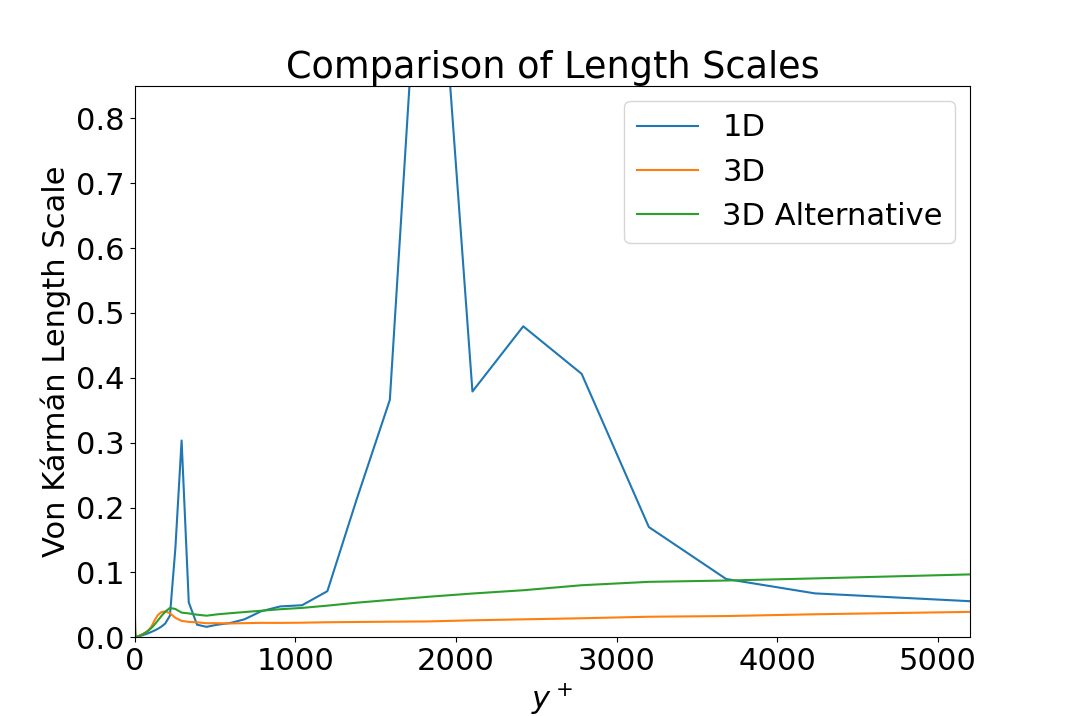 Comparison of Length Scales
Von Kármán Length Scale
0.8
0.7
0.6
0.5
0.4
0.3
0.2
0.1
0.0
1D
3D
3D Alternative
0 1000 2000 3000 4000 5000
y+